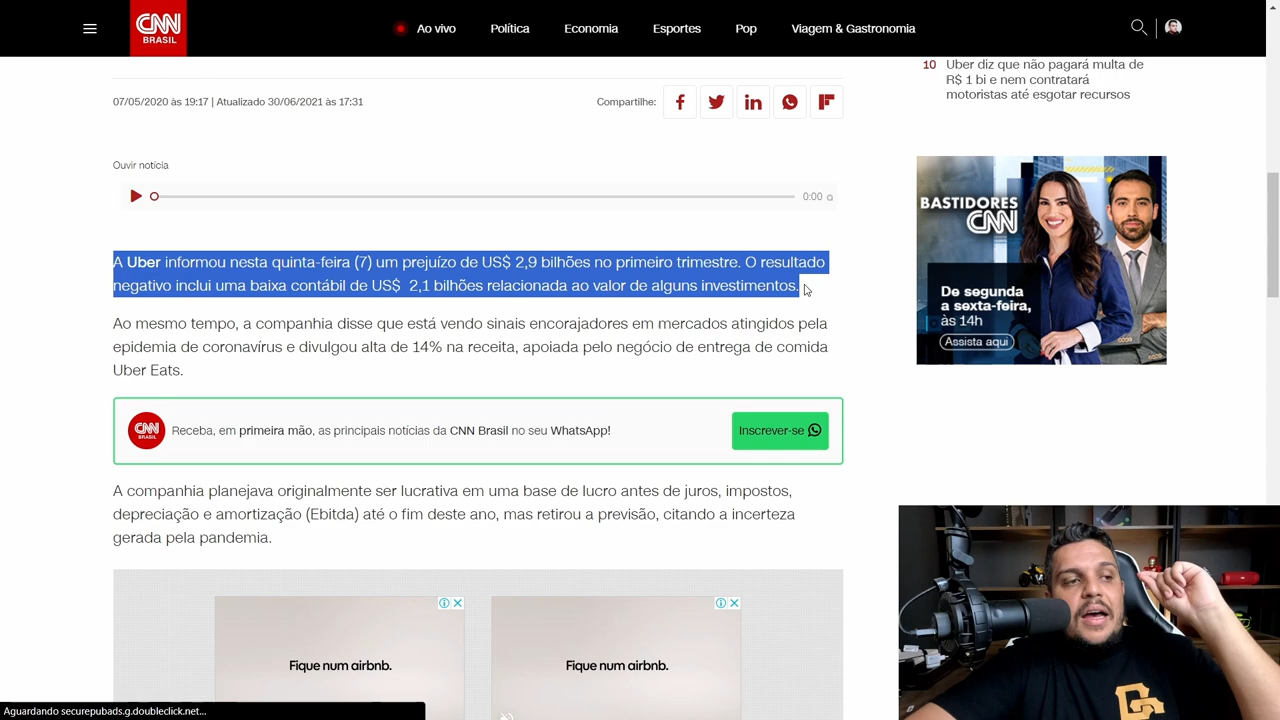 CNN
BRASIL
Ao vivo
Política
Economia
Esportes
Pop
Viagem & Gastronomia
10 Uber diz que não pagará multa de
R$ 1 bi e nem contratará
motoristas até esgotar recursos
07/05/2020 às 19:17 | Atualizado 30/06/2021 às 17:31
Compartilhe:
Ouvir notícia
0:00
A Uber informou nesta quinta-feira (7) um prejuízo de US$ 2,9 bilhões no primeiro trimestre. O resultado
negativo inclui uma baixa contábil de US$ 2,1 bilhões relacionada ao valor de alguns investimentos.
Ao mesmo tempo, a companhia disse que está vendo sinais encorajadores em mercados atingidos pela
epidemia de coronavírus e divulgou alta de 14% na receita, apoiada pelo negócio de entrega de comida
Uber Eats.
BASTIDORES
CNN
De segunda
a sexta-feira,
às 14h
Assista aqui
CNN
BRASIL
Receba, em primeira mão, as principais notícias da CNN Brasil no seu WhatsApp!
Inscrever-se
A companhia planejava originalmente ser lucrativa em uma base de lucro antes de juros, impostos,
depreciação e amortização (Ebitda) até o fim deste ano, mas retirou a previsão, citando a incerteza
gerada pela pandemia.
Fique num airbnb.
Fique num airbnb.
Aguardando securepubads.g.doubleclick.net...